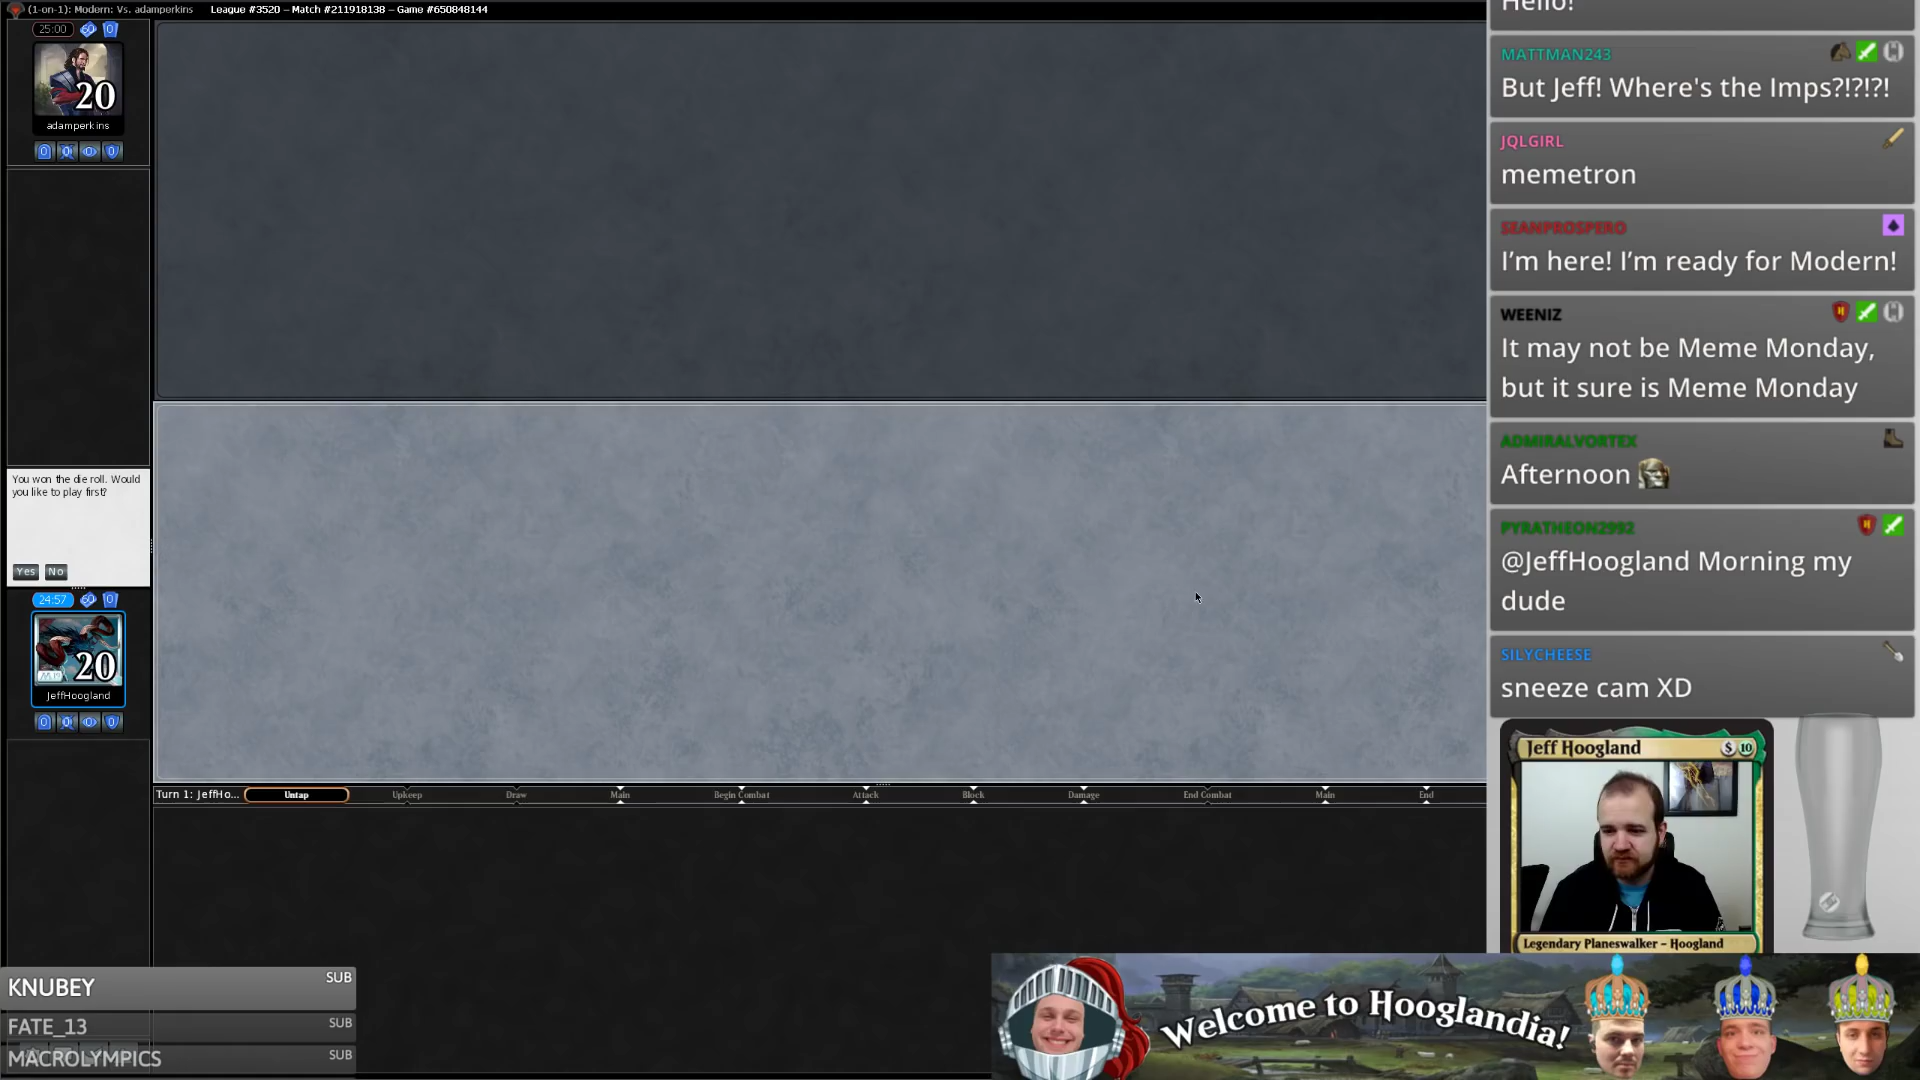 (1-on-1): Modern: Vs. adamperkins League #3520 – Match #211918138 – Game #650848144
25:00 60 0
20
adamperkins
0 0 0 0
You won the die roll. Would
you like to play first?
Yes No
24:57 60 0
20
JeffHoogland
0 0 0 0
Turn 1: JeffHo... Untap Upkeep Draw Main Begin Combat Attack Block Damage End Combat Main End
KNUBEY SUB
FATE_13 SUB
MACROLYMPICS SUB
Hello!
MATTMAN243
But Jeff! Where's the Imps?!?!?!
JQLGIRL
memetron
SEANPROSPERO
I'm here! I'm ready for Modern!
WEENIZ
It may not be Meme Monday,
but it sure is Meme Monday
ADMIRALVORTEX
Afternoon
PYRATHEON2992
@JeffHoogland Morning my
dude
SILYCHEESE
sneeze cam XD
Jeff Hoogland $ 10
Legendary Planeswalker – Hoogland
Welcome to Hooglandia!